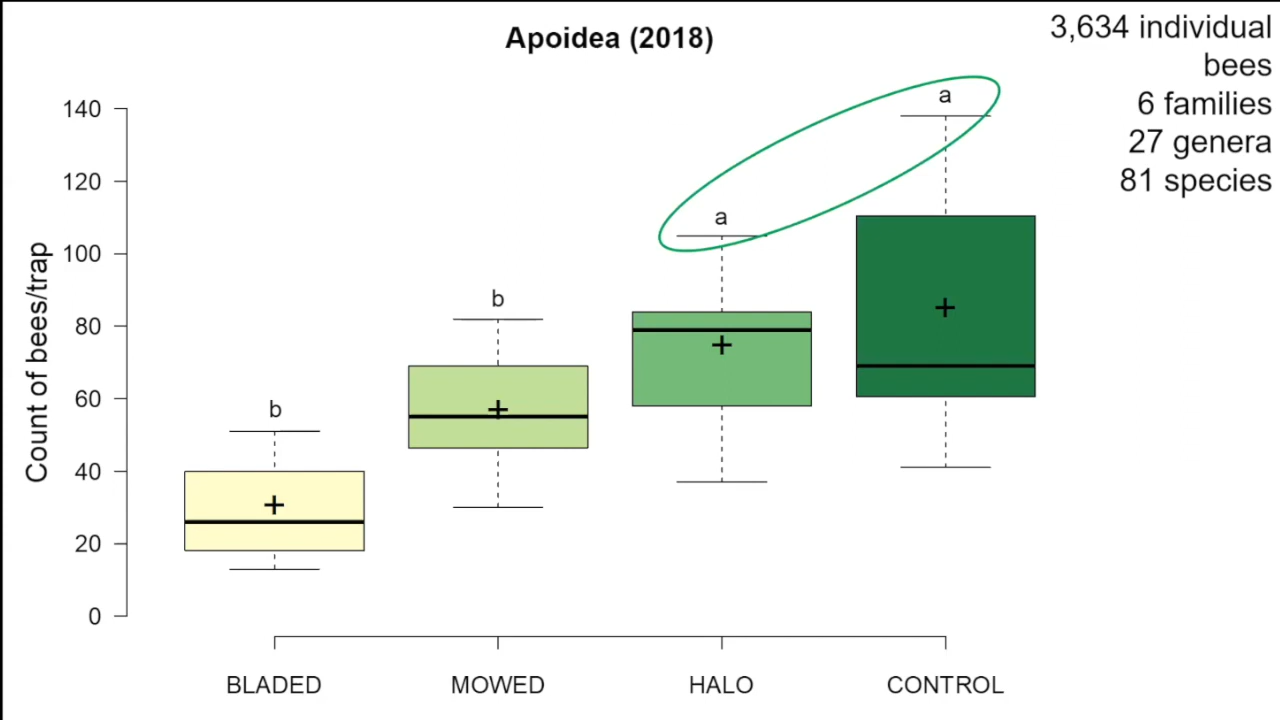 Apoidea (2018)
3,634 individual
bees
6 families
27 genera
81 species
Count of bees/trap
140
120
100
80
60
40
20
0
b
b
a
a
BLADED
MOWED
HALO
CONTROL